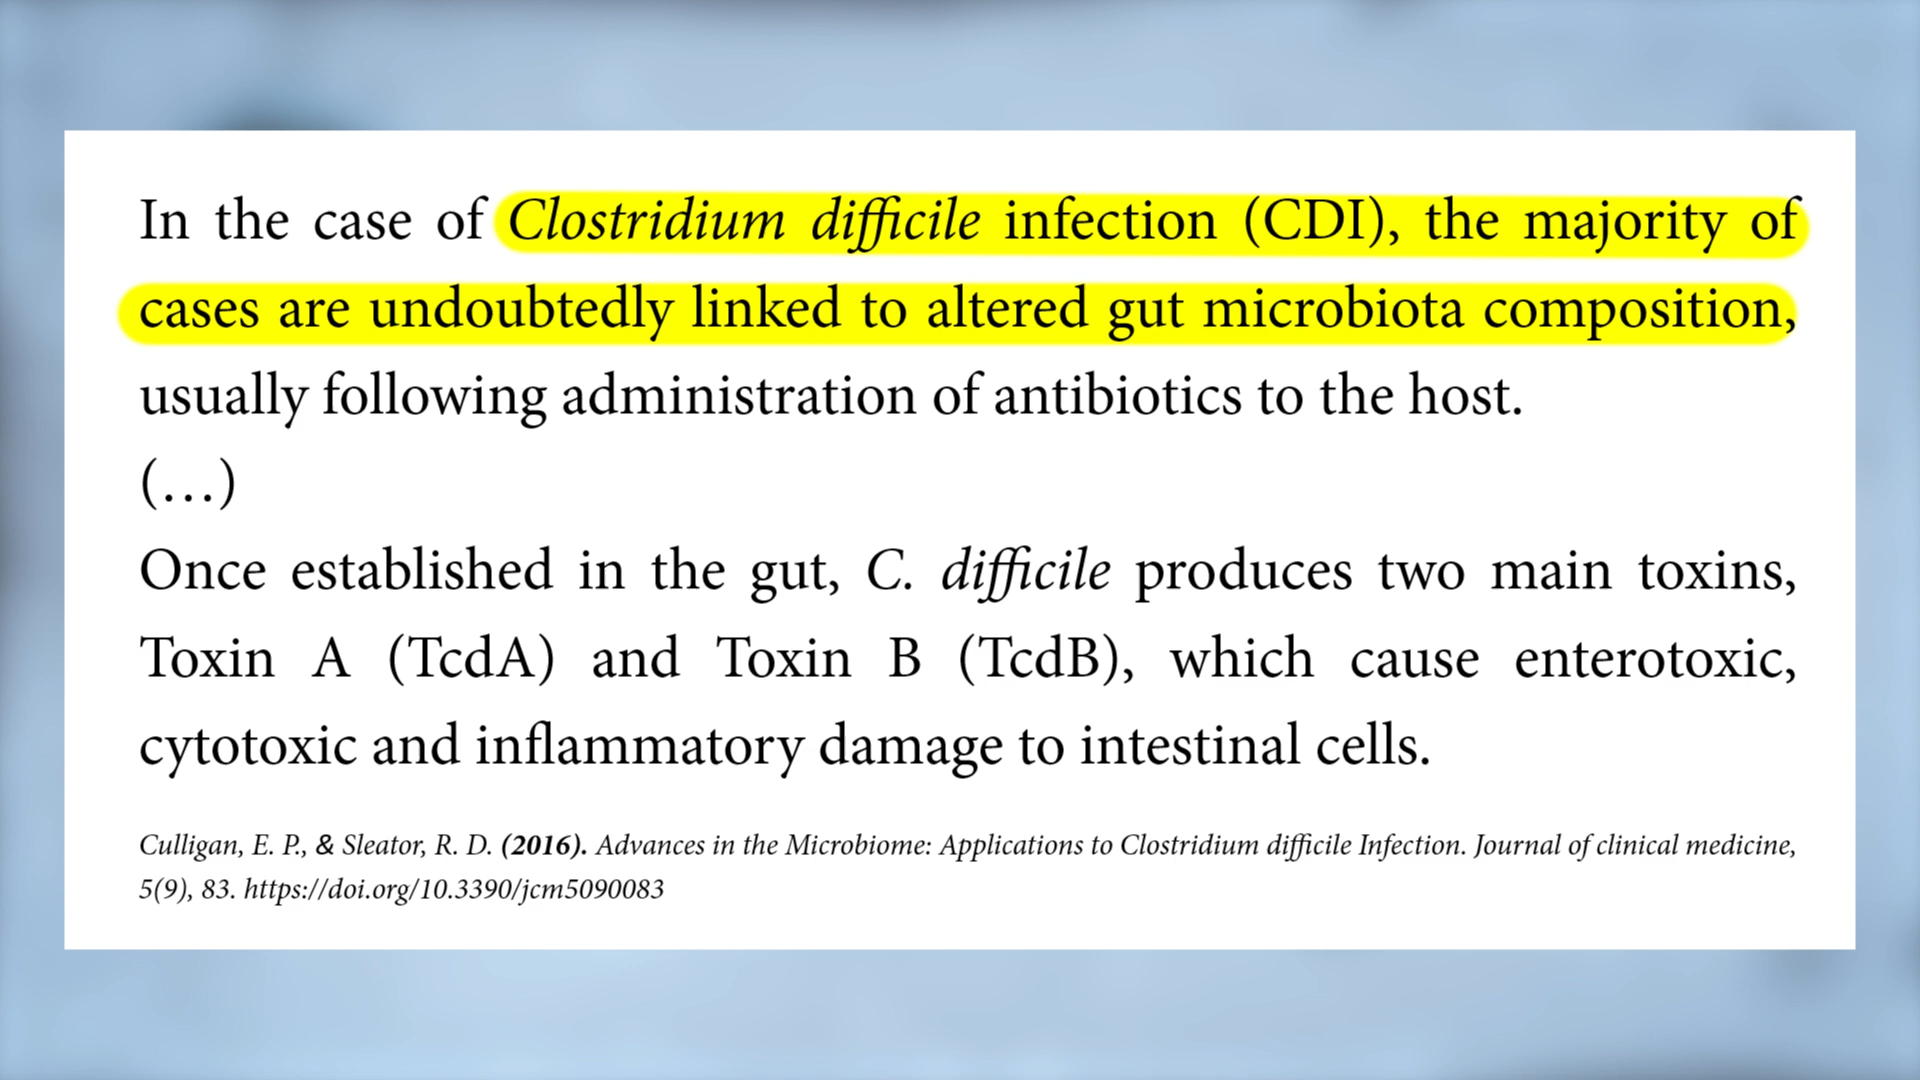 In the case of Clostridium difficile infection (CDI), the majority of
cases are undoubtedly linked to altered gut microbiota composition,
usually following administration of antibiotics to the host.
(…)
Once established in the gut, C. difficile produces two main toxins,
Toxin A (TcdA) and Toxin B (TcdB), which cause enterotoxic,
cytotoxic and inflammatory damage to intestinal cells.
Culligan, E. P., & Sleator, R. D. (2016). Advances in the Microbiome: Applications to Clostridium difficile Infection. Journal of clinical medicine,
5(9), 83. https://doi.org/10.3390/jcm5090083